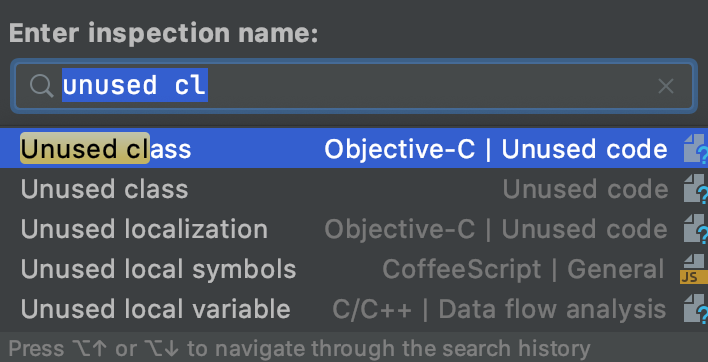 Enter inspection name:
unused cl
Unused class Objective-C | Unused code
Unused class Unused code
Unused localization Objective-C | Unused code
Unused local symbols CoffeeScript | General
JS
Unused local variable C/C++ | Data flow analysis
Press ⌥↑ or ⌥↓ to navigate through the search history